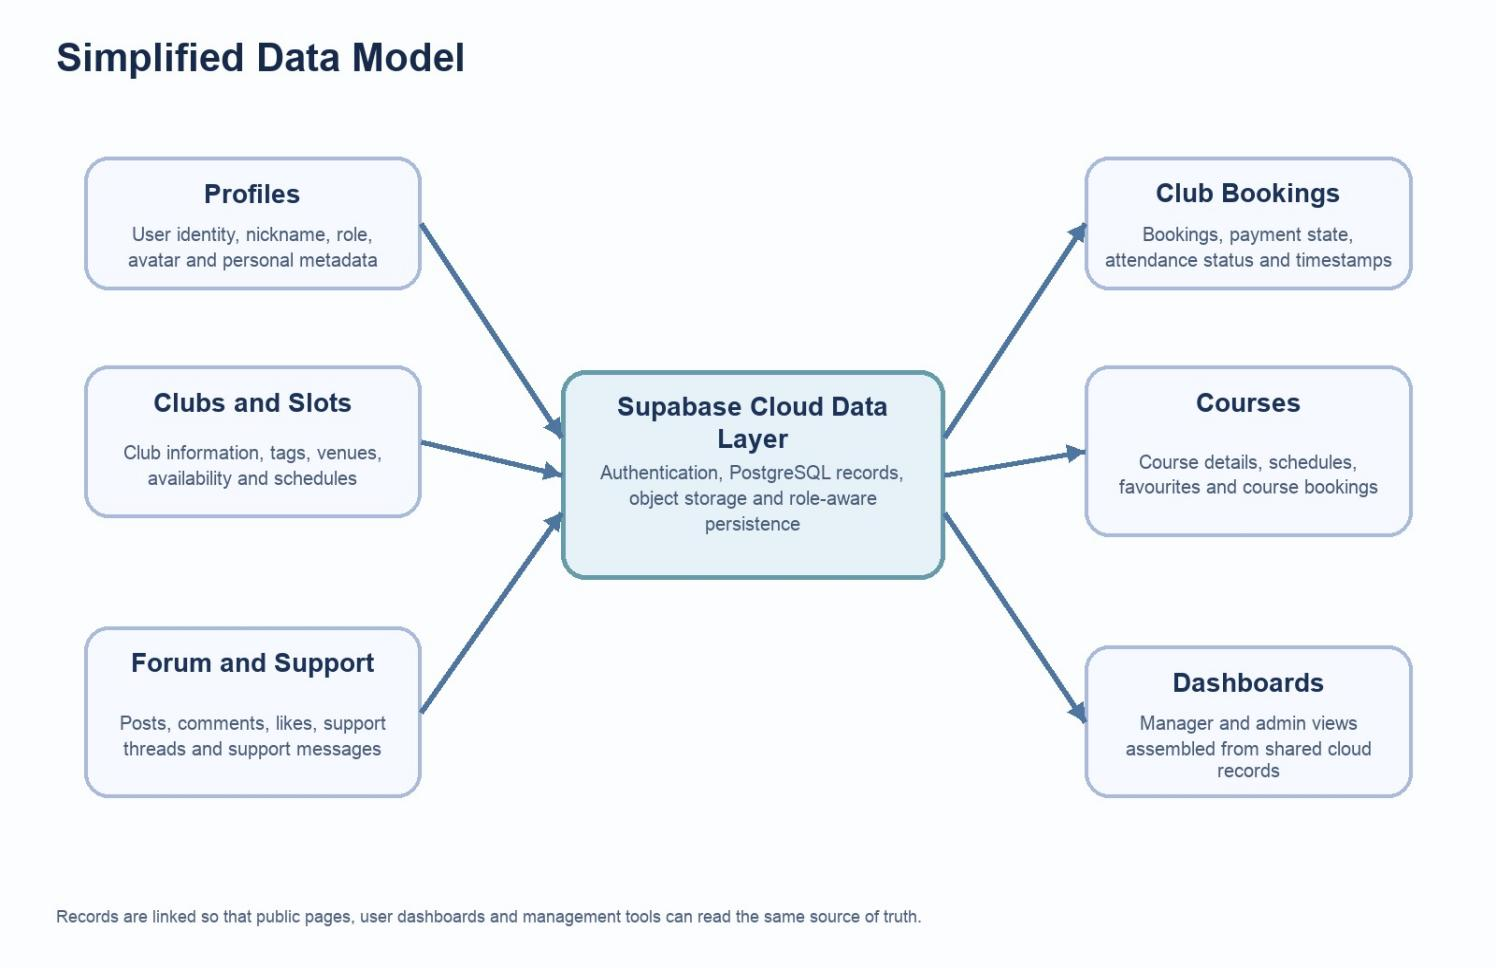 Simplified Data Model
Profiles
User identity, nickname, role,
avatar and personal metadata
Clubs and Slots
Club information, tags, venues,
availability and schedules
Forum and Support
Posts, comments, likes, support
threads and support messages
Supabase Cloud Data
Layer
Authentication, PostgreSQL records,
object storage and role-aware
persistence
Club Bookings
Bookings, payment state,
attendance status and timestamps
Courses
Course details, schedules,
favourites and course bookings
Dashboards
Manager and admin views
assembled from shared cloud
records
Records are linked so that public pages, user dashboards and management tools can read the same source of truth.